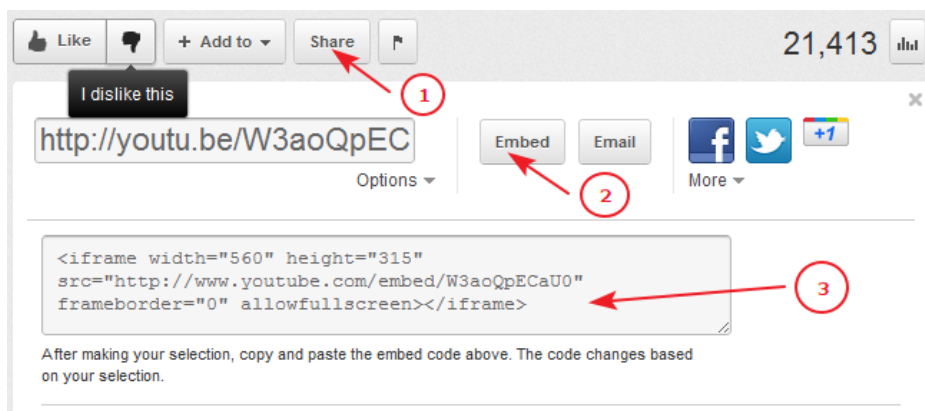 Like + Add to Share 21,413
I dislike this
1
http://youtu.be/W3aoQpEC Embed Email f +1
Options 2 More
<iframe width="560" height="315"
src="http://www.youtube.com/embed/W3aoQpECaU0"
frameborder="0" allowfullscreen></iframe>
3
After making your selection, copy and paste the embed code above. The code changes based
on your selection.